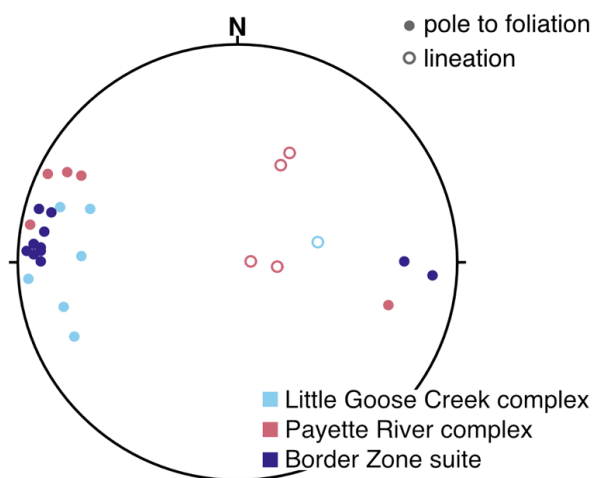 N
pole to foliation
lineation
Little Goose Creek complex
Payette River complex
Border Zone suite